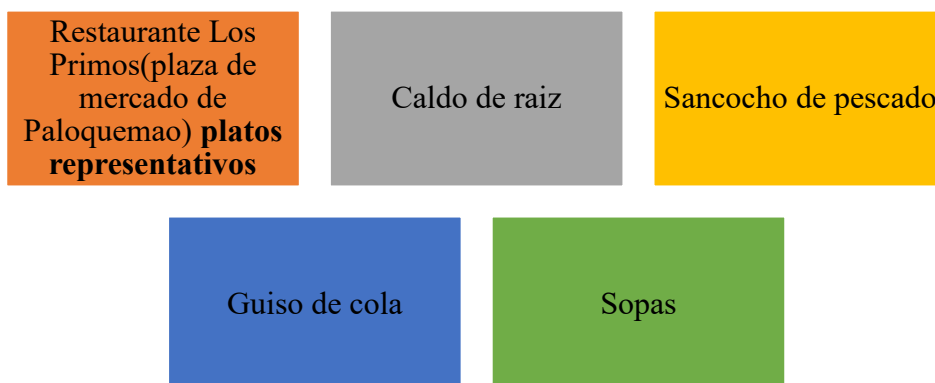 Restaurante Los
Primos(plaza de
mercado de
Paloquemao) platos
representativos
Caldo de raiz
Sancocho de pescado
Guiso de cola
Sopas